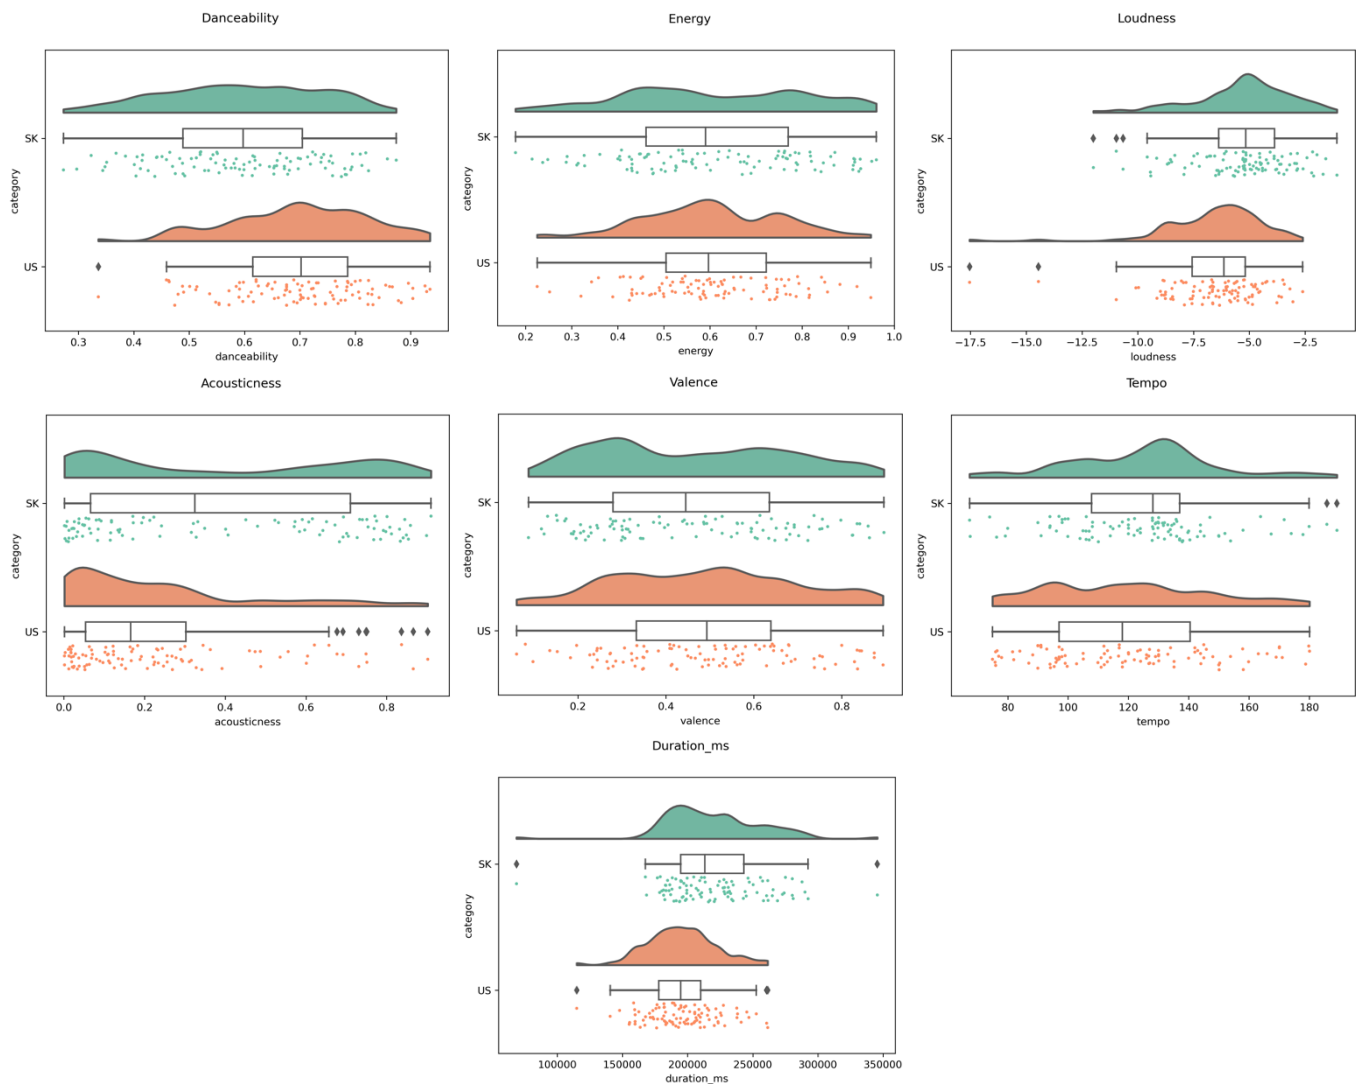 Danceability
SK
US
category
0.3 0.4 0.5 0.6 0.7 0.8 0.9
danceability
Energy
SK
US
category
0.2 0.3 0.4 0.5 0.6 0.7 0.8 0.9 1.0
energy
Loudness
SK
US
category
−17.5 −15.0 −12.5 −10.0 −7.5 −5.0 −2.5
loudness
Acousticness
SK
US
category
0.0 0.2 0.4 0.6 0.8
acousticness
Valence
SK
US
category
0.2 0.4 0.6 0.8
valence
Tempo
SK
US
category
80 100 120 140 160 180
tempo
Duration_ms
SK
US
category
100000 150000 200000 250000 300000 350000
duration_ms